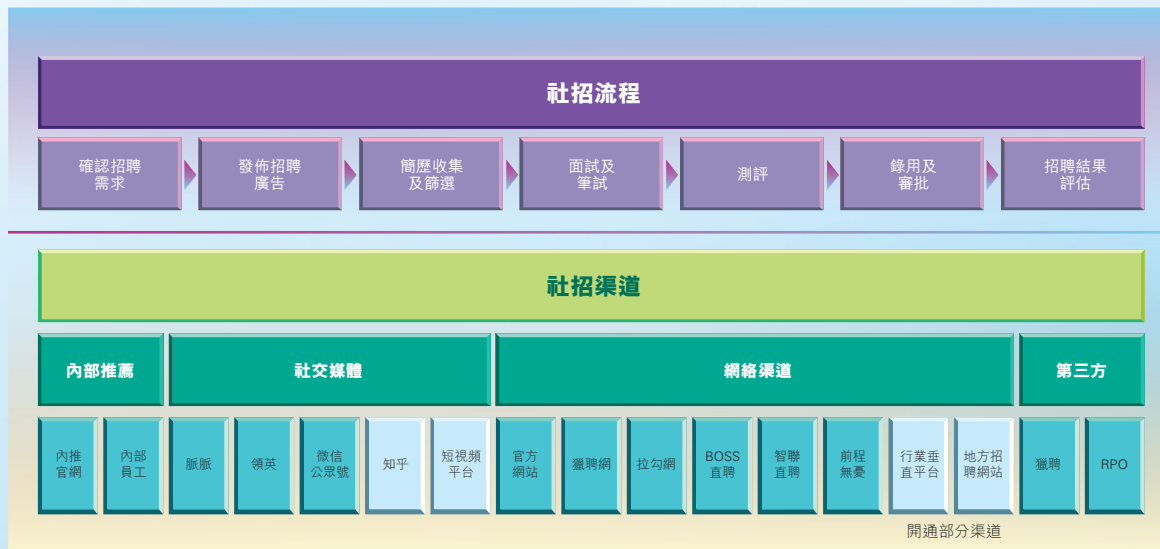 社招流程
確認招聘
需求
發佈招聘
廣告
簡歷收集
及篩選
面試及
筆試
測評
錄用及
審批
招聘結果
評估
社招渠道
內部推薦
社交媒體
網絡渠道
第三方
內推
官網
內部
員工
脈脈
領英
微信
公眾號
知乎
短視頻
平台
官方
網站
獵聘網
拉勾網
BOSS
直聘
智聯
直聘
前程
無憂
行業垂
直平台
地方招
聘網站
獵聘
RPO
開通部分渠道